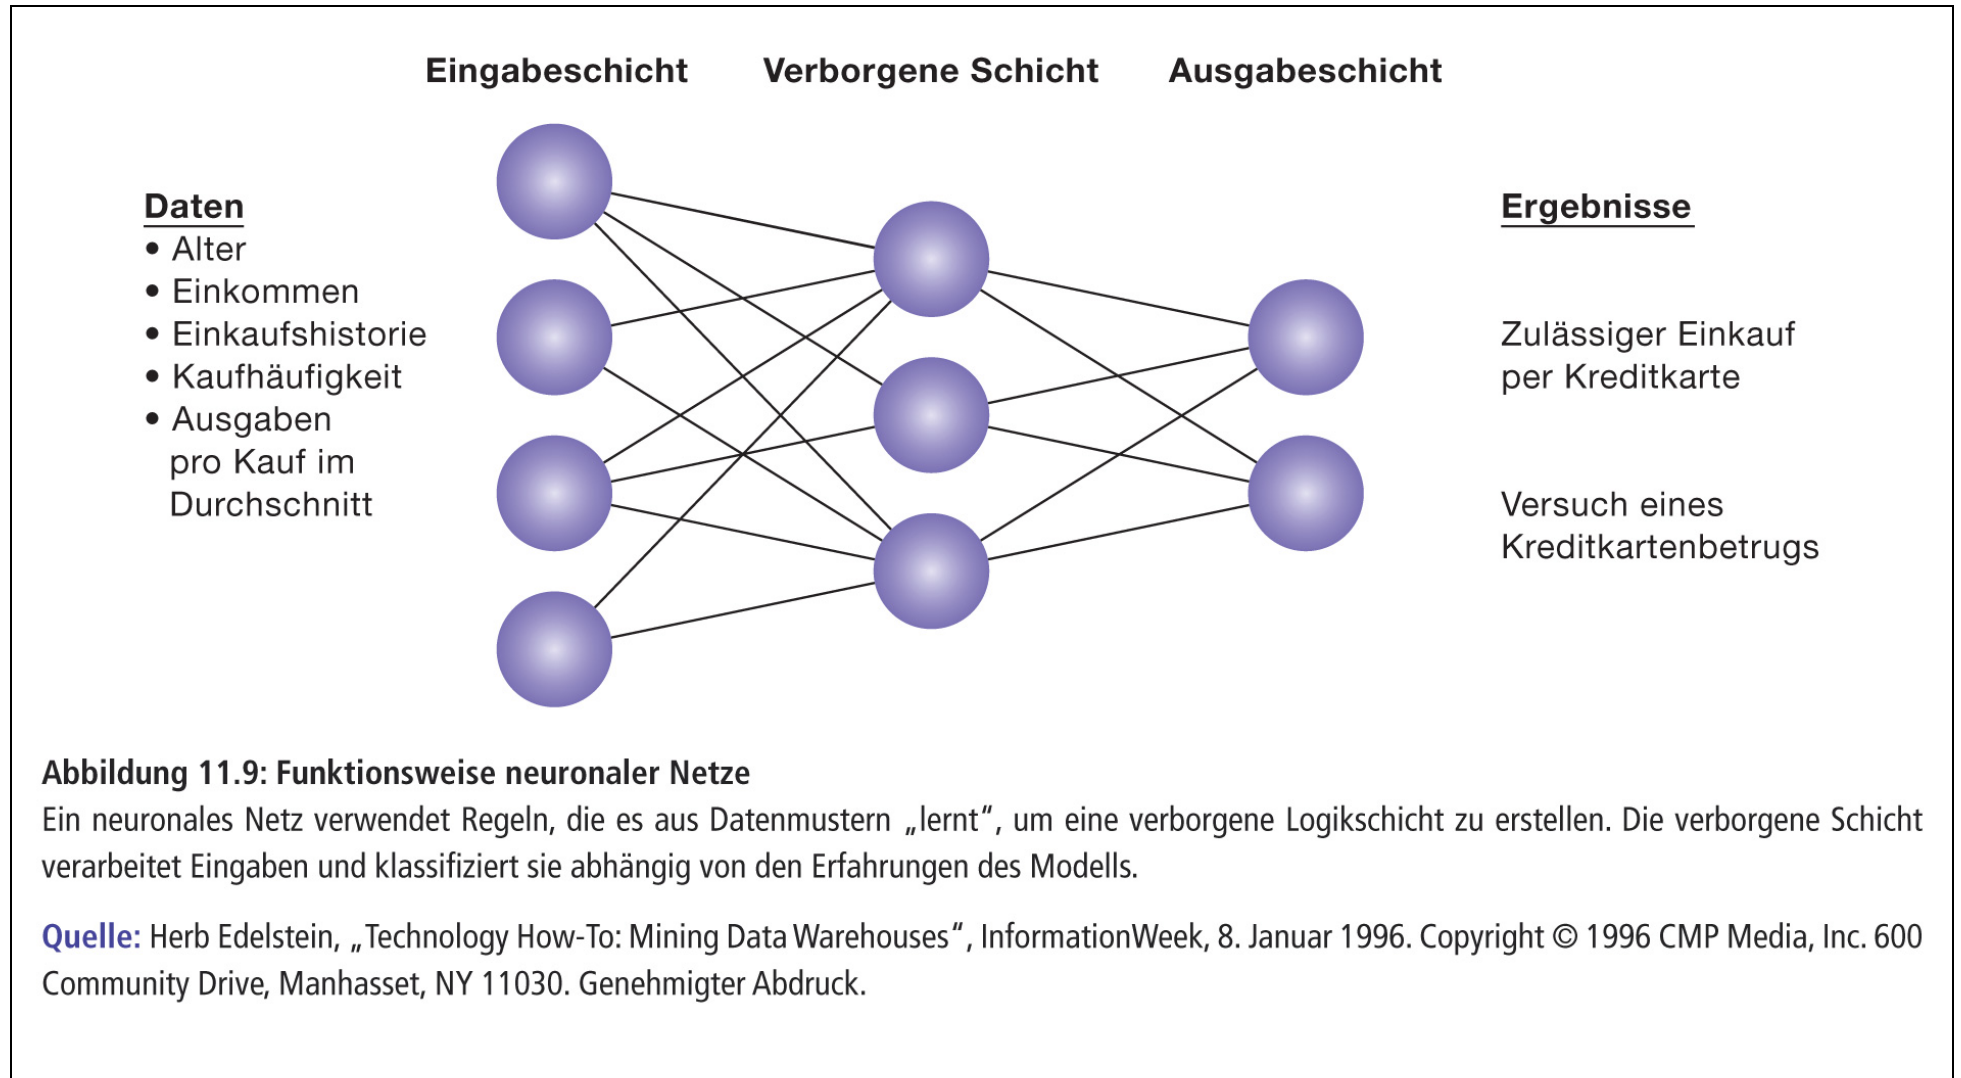 Eingabeschicht Verborgene Schicht Ausgabeschicht
Daten
• Alter
• Einkommen
• Einkaufshistorie
• Kaufhäufigkeit
• Ausgaben
pro Kauf im
Durchschnitt
Ergebnisse
Zulässiger Einkauf
per Kreditkarte
Versuch eines
Kreditkartenbetrugs
Abbildung 11.9: Funktionsweise neuronaler Netze
Ein neuronales Netz verwendet Regeln, die es aus Datenmustern „lernt“, um eine verborgene Logikschicht zu erstellen. Die verborgene Schicht
verarbeitet Eingaben und klassifiziert sie abhängig von den Erfahrungen des Modells.
Quelle: Herb Edelstein, „Technology How-To: Mining Data Warehouses“, InformationWeek, 8. Januar 1996. Copyright © 1996 CMP Media, Inc. 600
Community Drive, Manhasset, NY 11030. Genehmigter Abdruck.